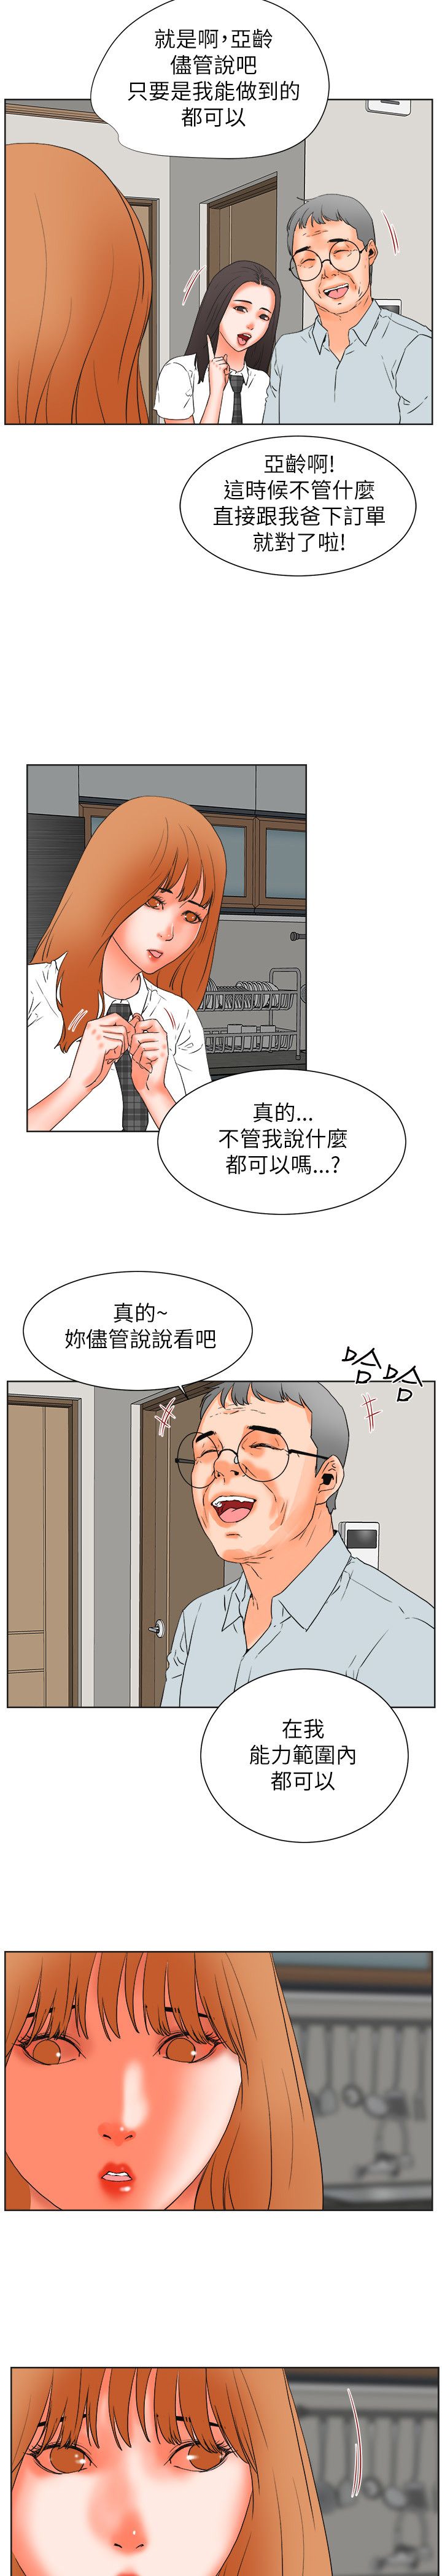 就是啊，亞齡
儘管說吧
只要是我能做到的
都可以
亞齡啊!
這時候不管什麼
直接跟我爸下訂單
就對了啦!
真的...
不管我說什麼
都可以嗎...?
真的~
妳儘管說說看吧
哈哈
在我
能力範圍內
都可以